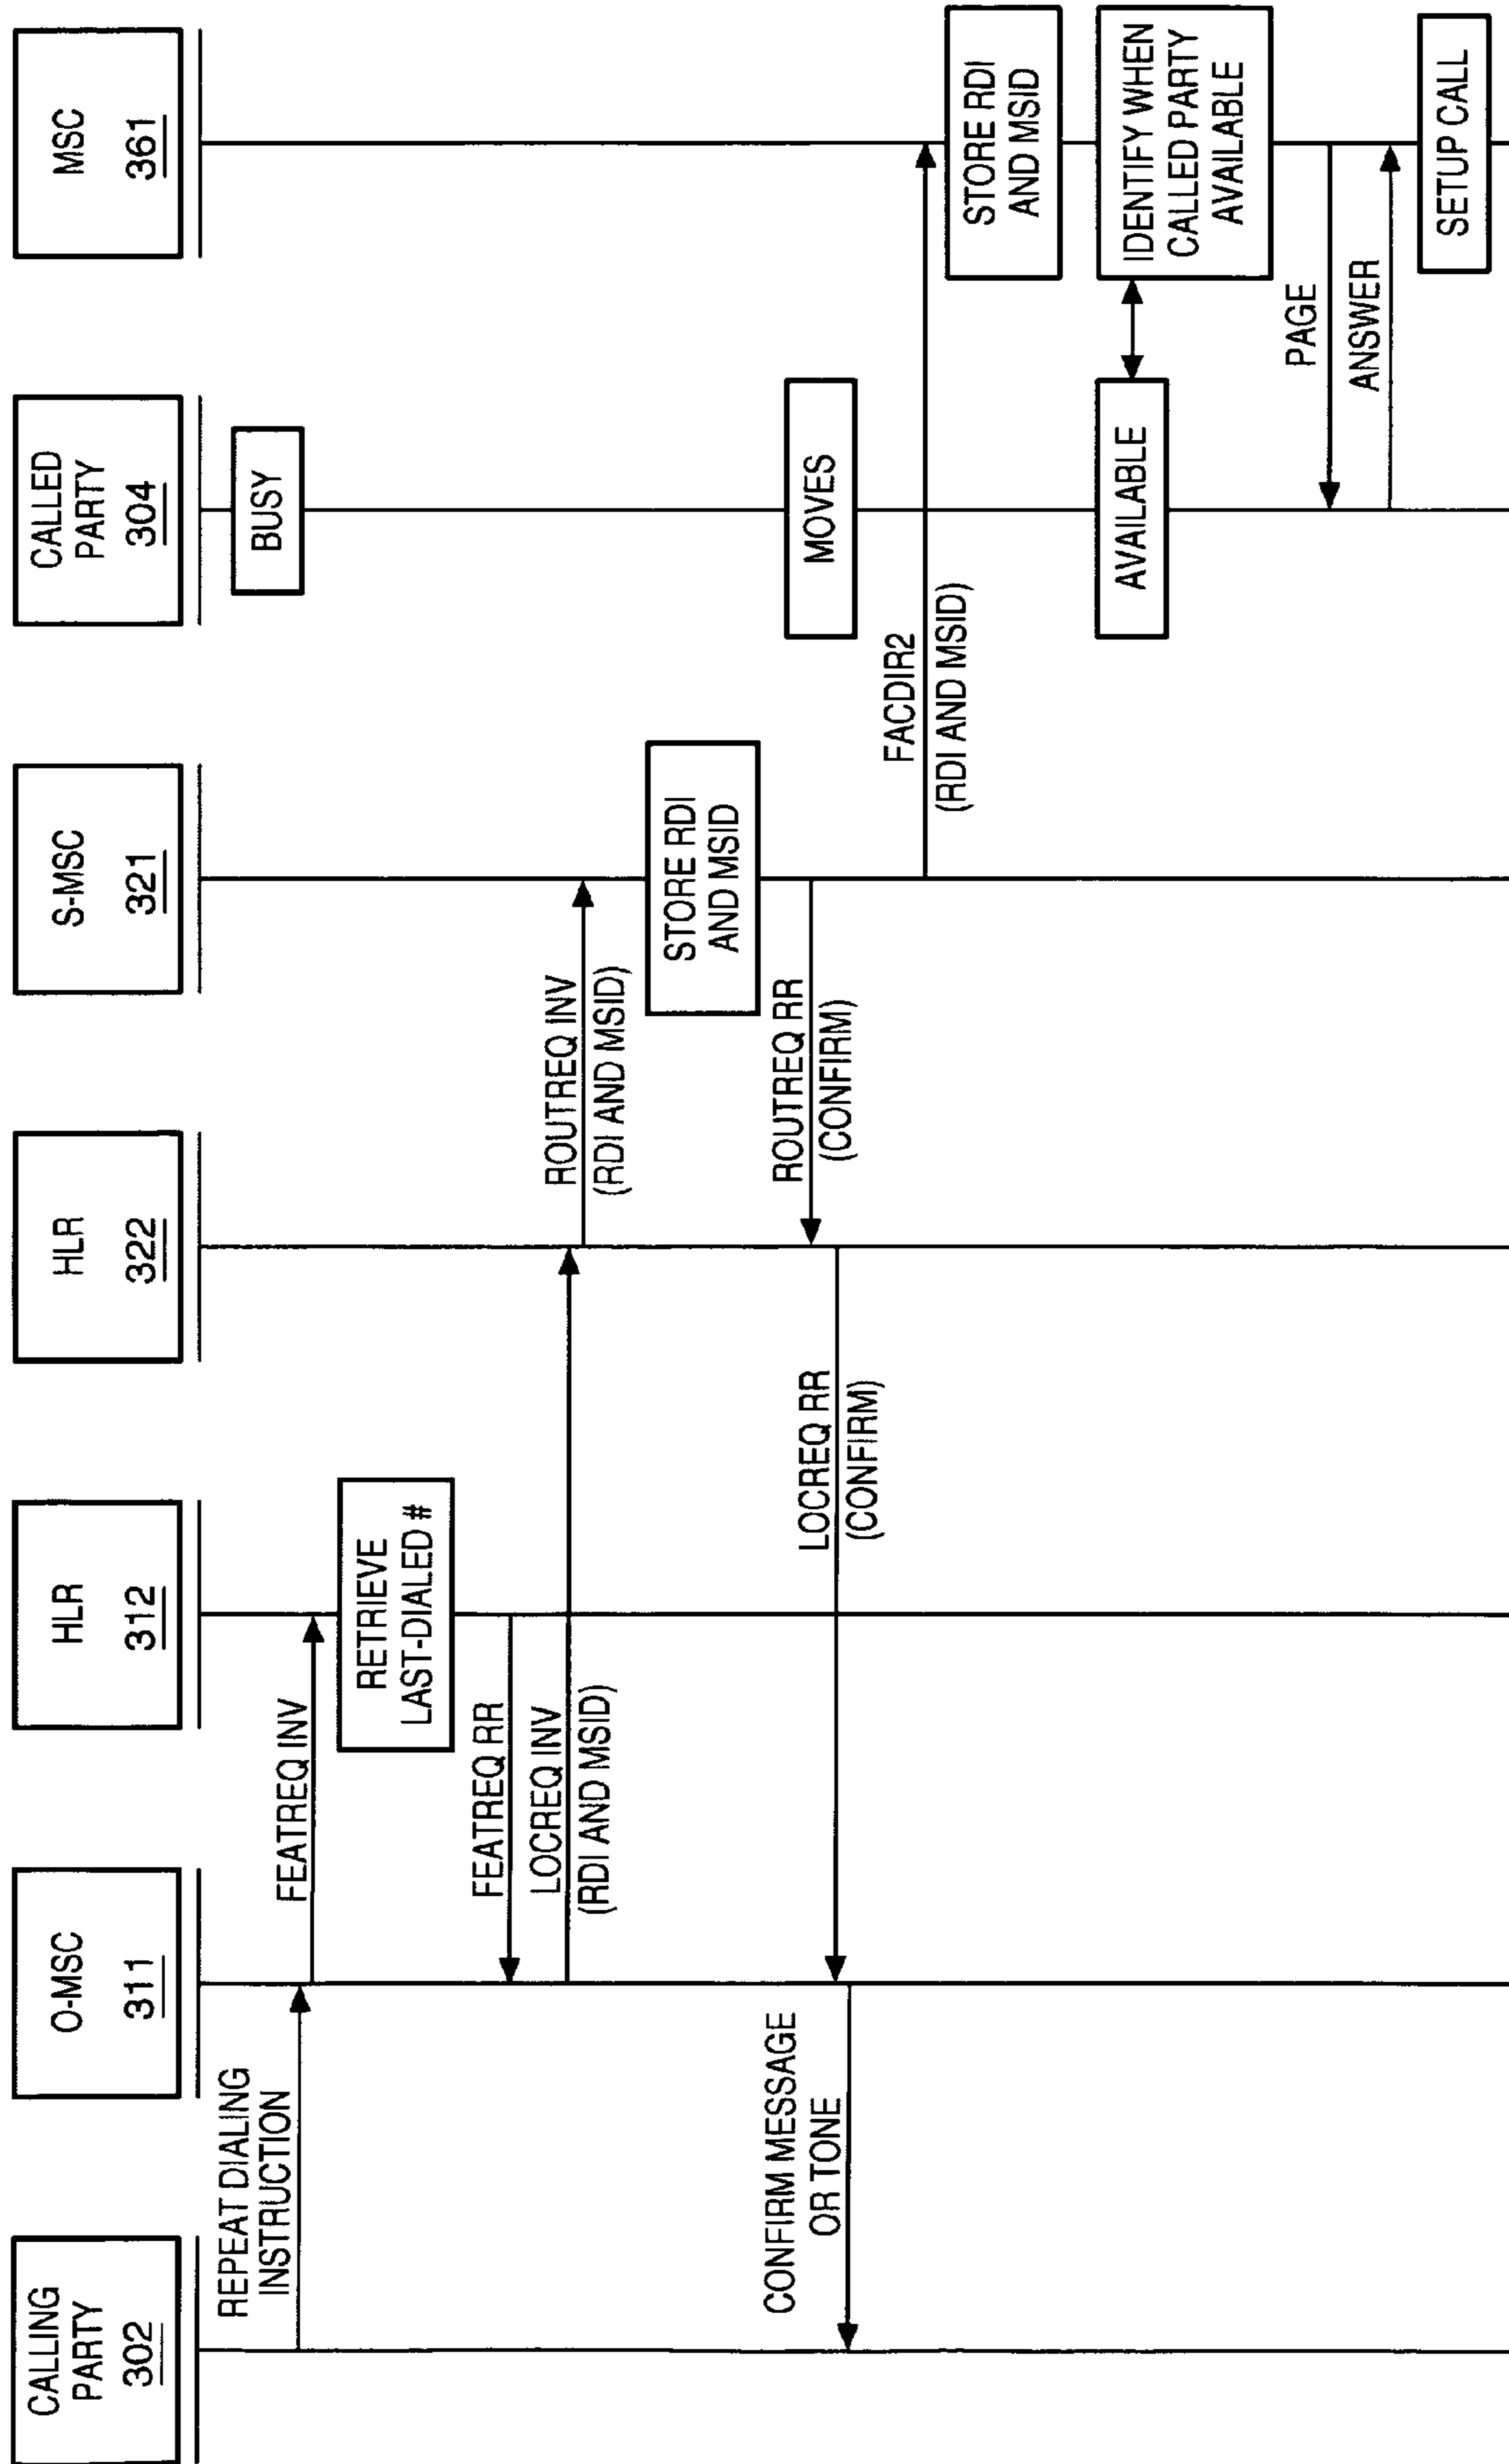 CALLING
PARTY
302
O-MSC
311
HLR
312
HLR
322
S-MSC
321
CALLED
PARTY
304
MSC
361
BUSY
REPEAT DIALING
INSTRUCTION
FEATREQ INV
RETRIEVE
LAST-DIALED #
FEATREQ RR
LOCREQ INV
(RDI AND MSID)
ROUTREQ INV
(RDI AND MSID)
STORE RDI
AND MSID
MOVES
ROUTREQ RR
(CONFIRM)
LOCREQ RR
(CONFIRM)
CONFIRM MESSAGE
OR TONE
FACDIR2
(RDI AND MSID)
STORE RDI
AND MSID
AVAILABLE
IDENTIFY WHEN
CALLED PARTY
AVAILABLE
PAGE
ANSWER
SETUP CALL